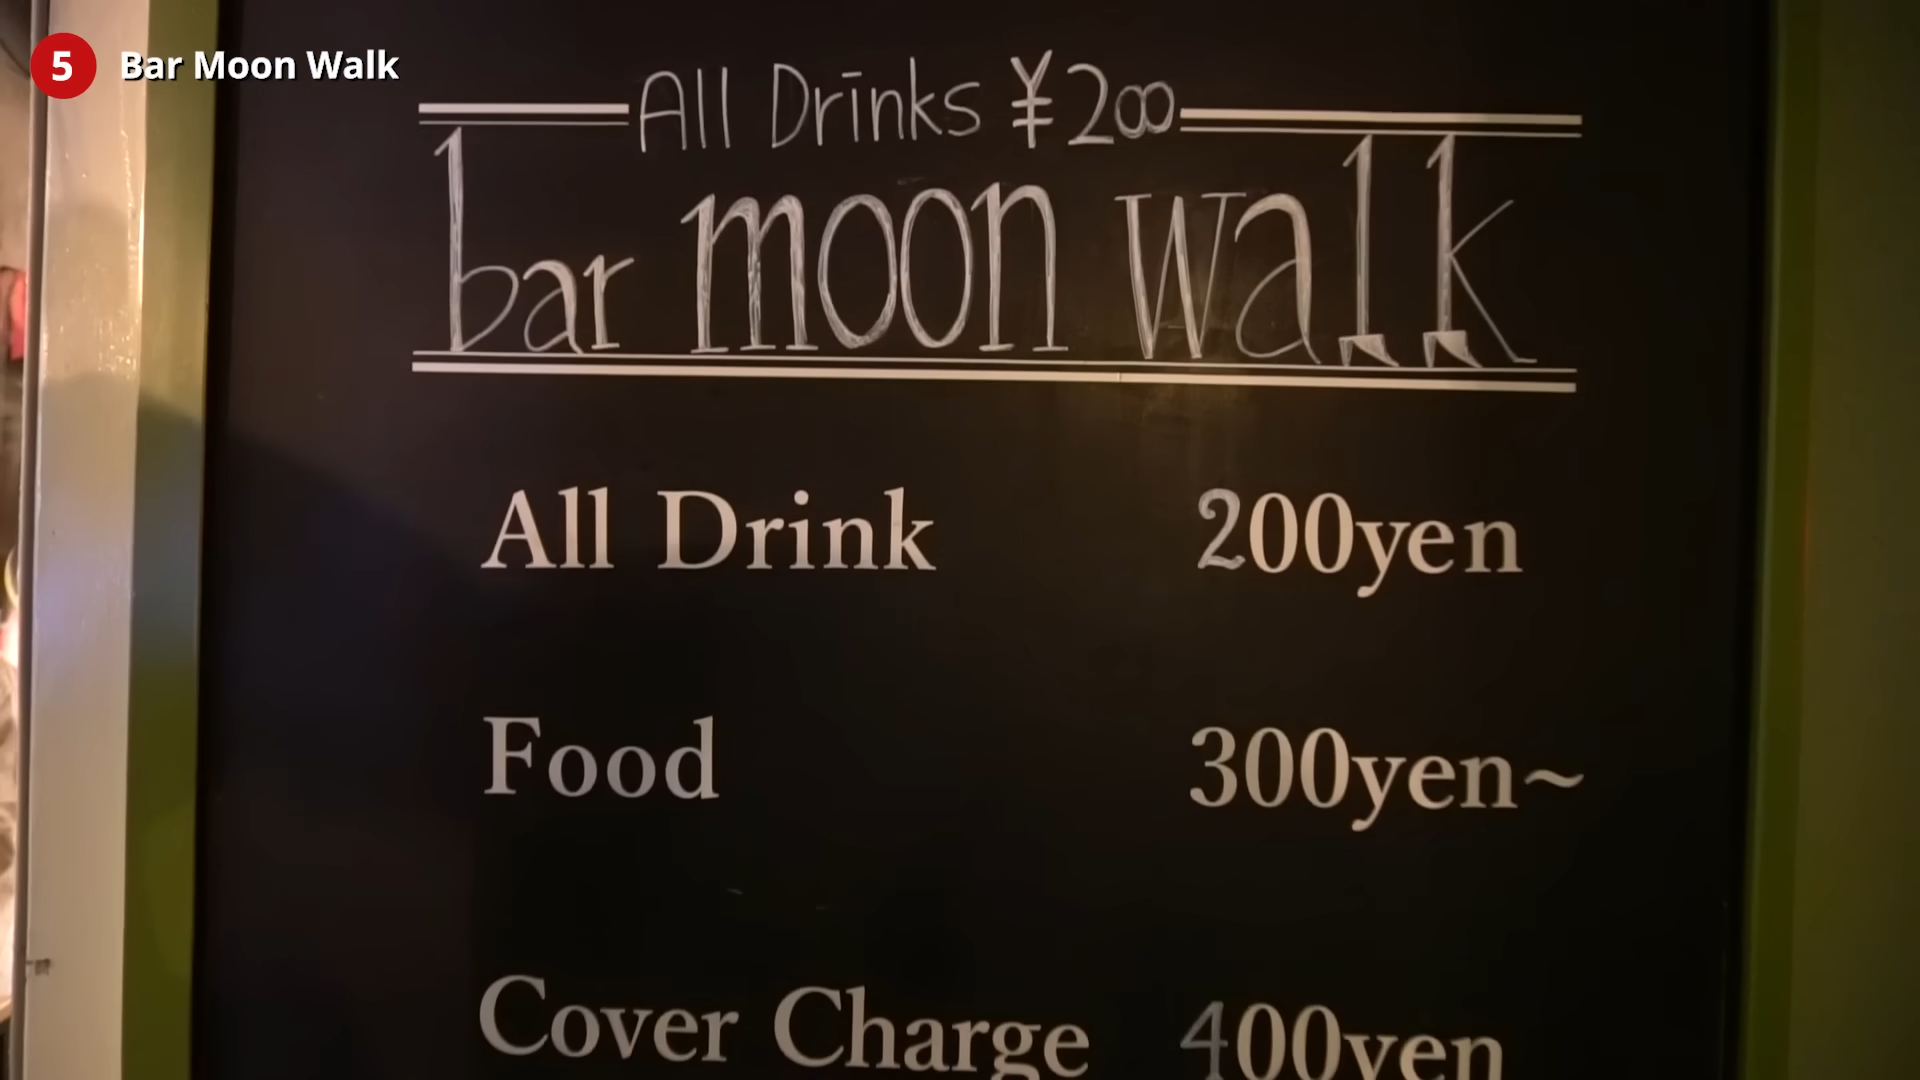 5 Bar Moon Walk
All Drinks ¥200
bar moon walk
All Drink 200yen
Food 300yen~
Cover Charge 400yen